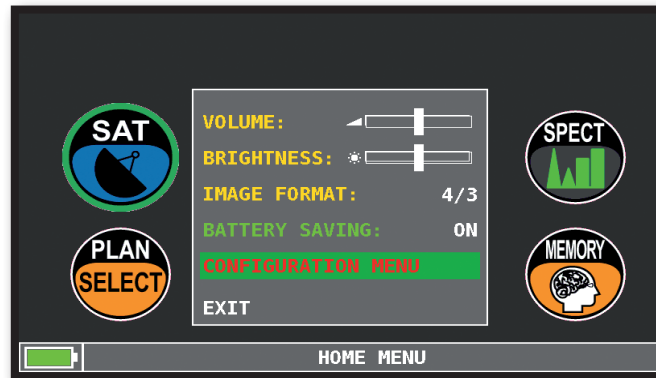 SAT
PLAN
SELECT
VOLUME:
BRIGHTNESS:
IMAGE FORMAT: 4/3
BATTERY SAVING: ON
CONFIGURATION MENU
EXIT
SPECT
MEMORY
HOME MENU